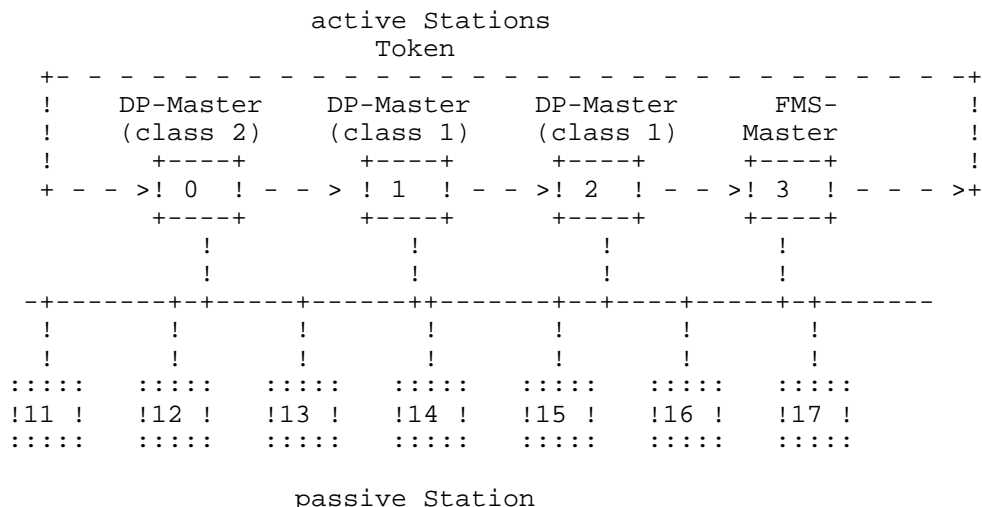 active Stations
Token
+- - - - - - - - - - - - - - - - - - - - - - - - - - - - -+
! DP-Master DP-Master DP-Master FMS- !
! (class 2) (class 1) (class 1) Master !
! +----+ +----+ +----+ +----+ !
+ - - >! 0 ! - - > ! 1 ! - - >! 2 ! - - >! 3 ! - - - >+
+----+ +----+ +----+ +----+
! ! ! !
! ! ! !
-+-------+-+-----+------++-------+--+----+-----+-+-------
! ! ! ! ! ! !
! ! ! ! ! ! !
::::: ::::: ::::: ::::: ::::: ::::: :::::
!11 ! !12 ! !13 ! !14 ! !15 ! !16 ! !17 !
::::: ::::: ::::: ::::: ::::: ::::: :::::
passive Station